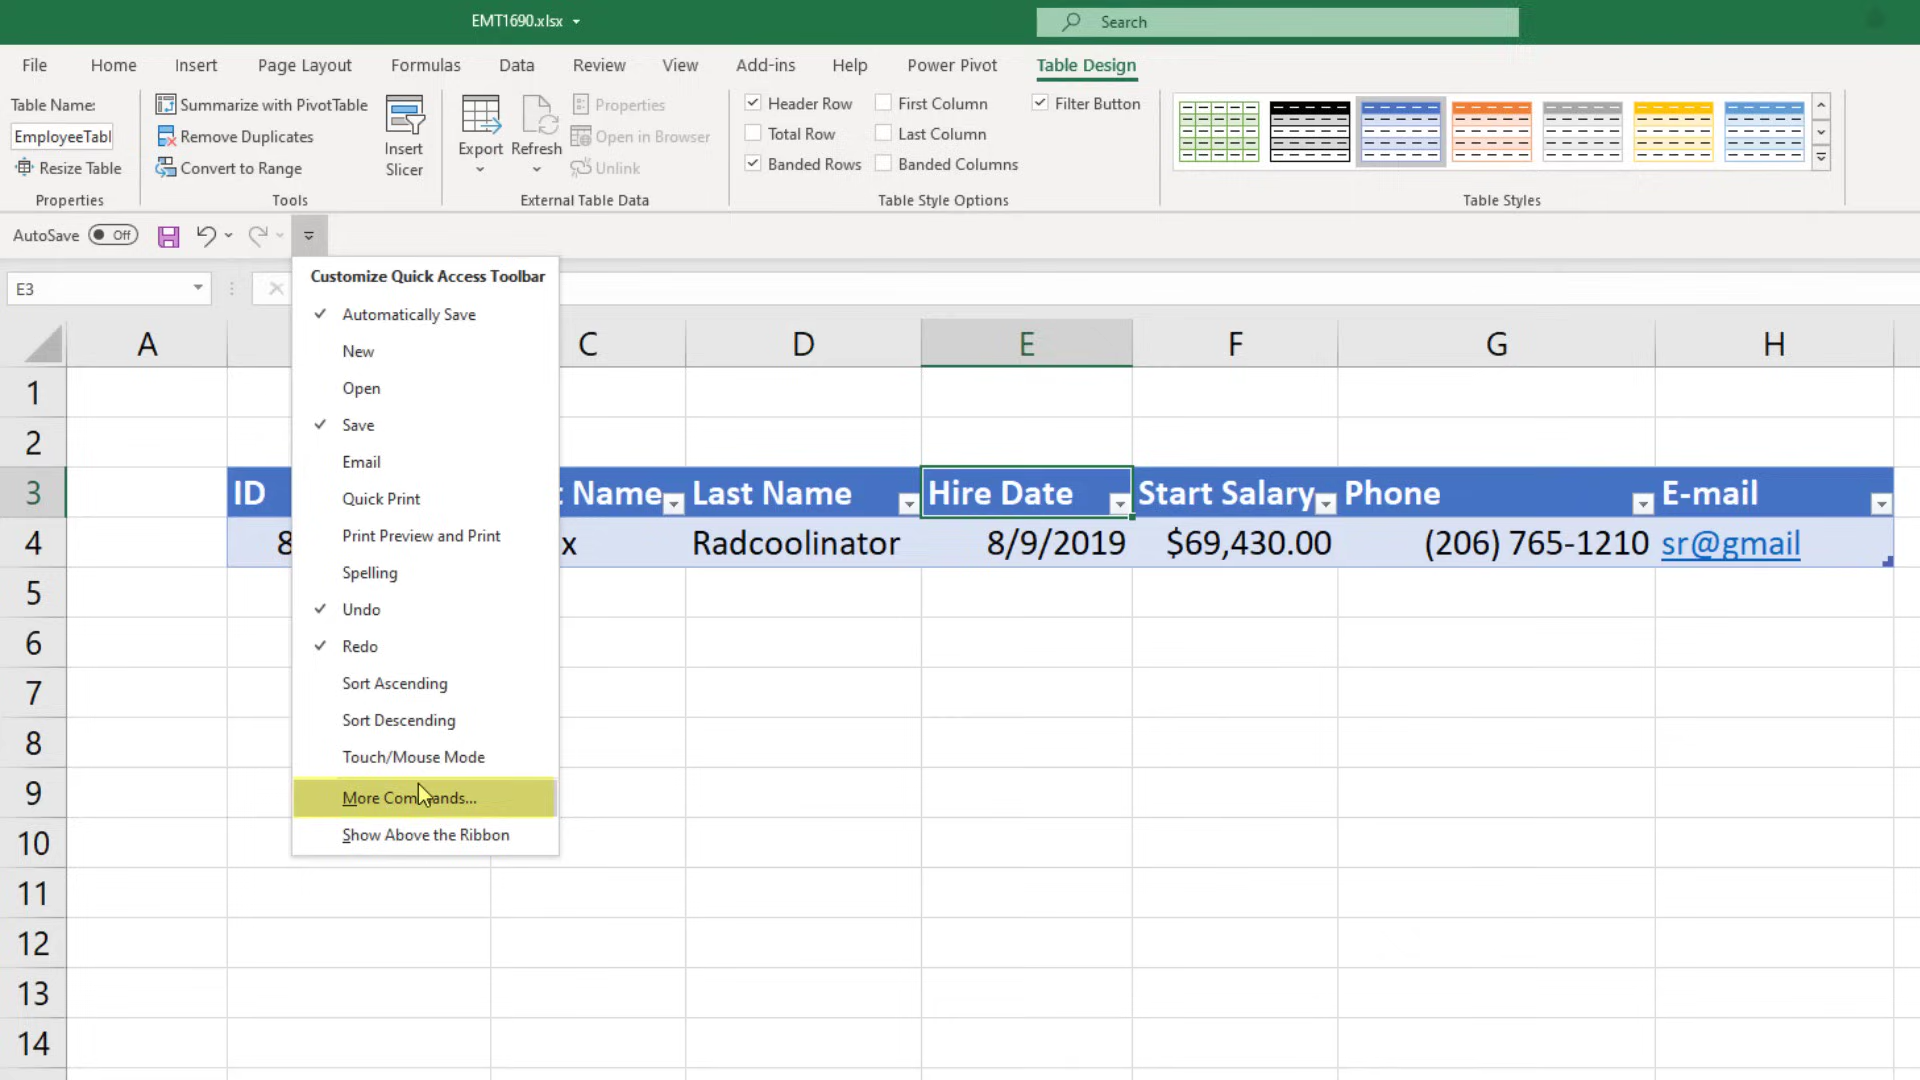 EMT1690.xlsx
Search
File Home Insert Page Layout Formulas Data Review View Add-ins Help Power Pivot Table Design
Table Name:
EmployeeTabl
Resize Table
Properties
Summarize with PivotTable
Remove Duplicates
Convert to Range
Insert
Slicer
Tools
Export
Refresh
Properties
Open in Browser
Unlink
External Table Data
Header Row
Total Row
Banded Rows
First Column
Last Column
Banded Columns
Filter Button
Table Style Options
Table Styles
AutoSave Off
E3
Customize Quick Access Toolbar
Automatically Save
New
Open
Save
Email
Quick Print
Print Preview and Print
Spelling
Undo
Redo
Sort Ascending
Sort Descending
Touch/Mouse Mode
More Commands...
Show Above the Ribbon
A C D E F G H
1
2
3 ID Name Last Name Hire Date Start Salary Phone E-mail
4 8 x Radcoolinator 8/9/2019 $69,430.00 (206) 765-1210 sr@gmail
5
6
7
8
9
10
11
12
13
14